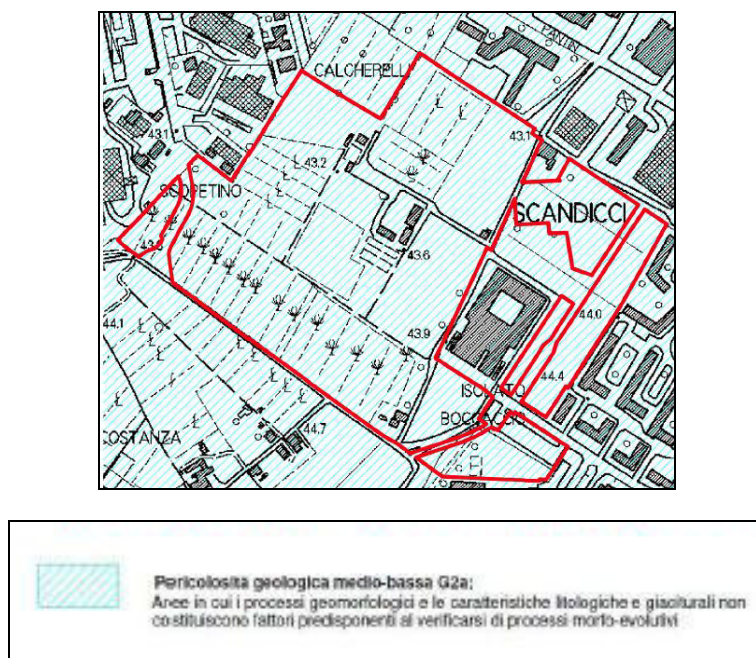 PANTIN
CALCHERELLI
43.1
43.1
43.2
SCOPETINO
SCANDICCI
43.6
44.0
44.1
43.9
44.4
ISOLATO
BOCCACCIO
COSTANZA
44.7
Pericolosità geologica medio-bassa G2a:
Aree in cui i processi geomorfologici e le caratteristiche litologiche e giaciturali non
costituiscono fattori predisponenti al verificarsi di processi morfo-evolutivi